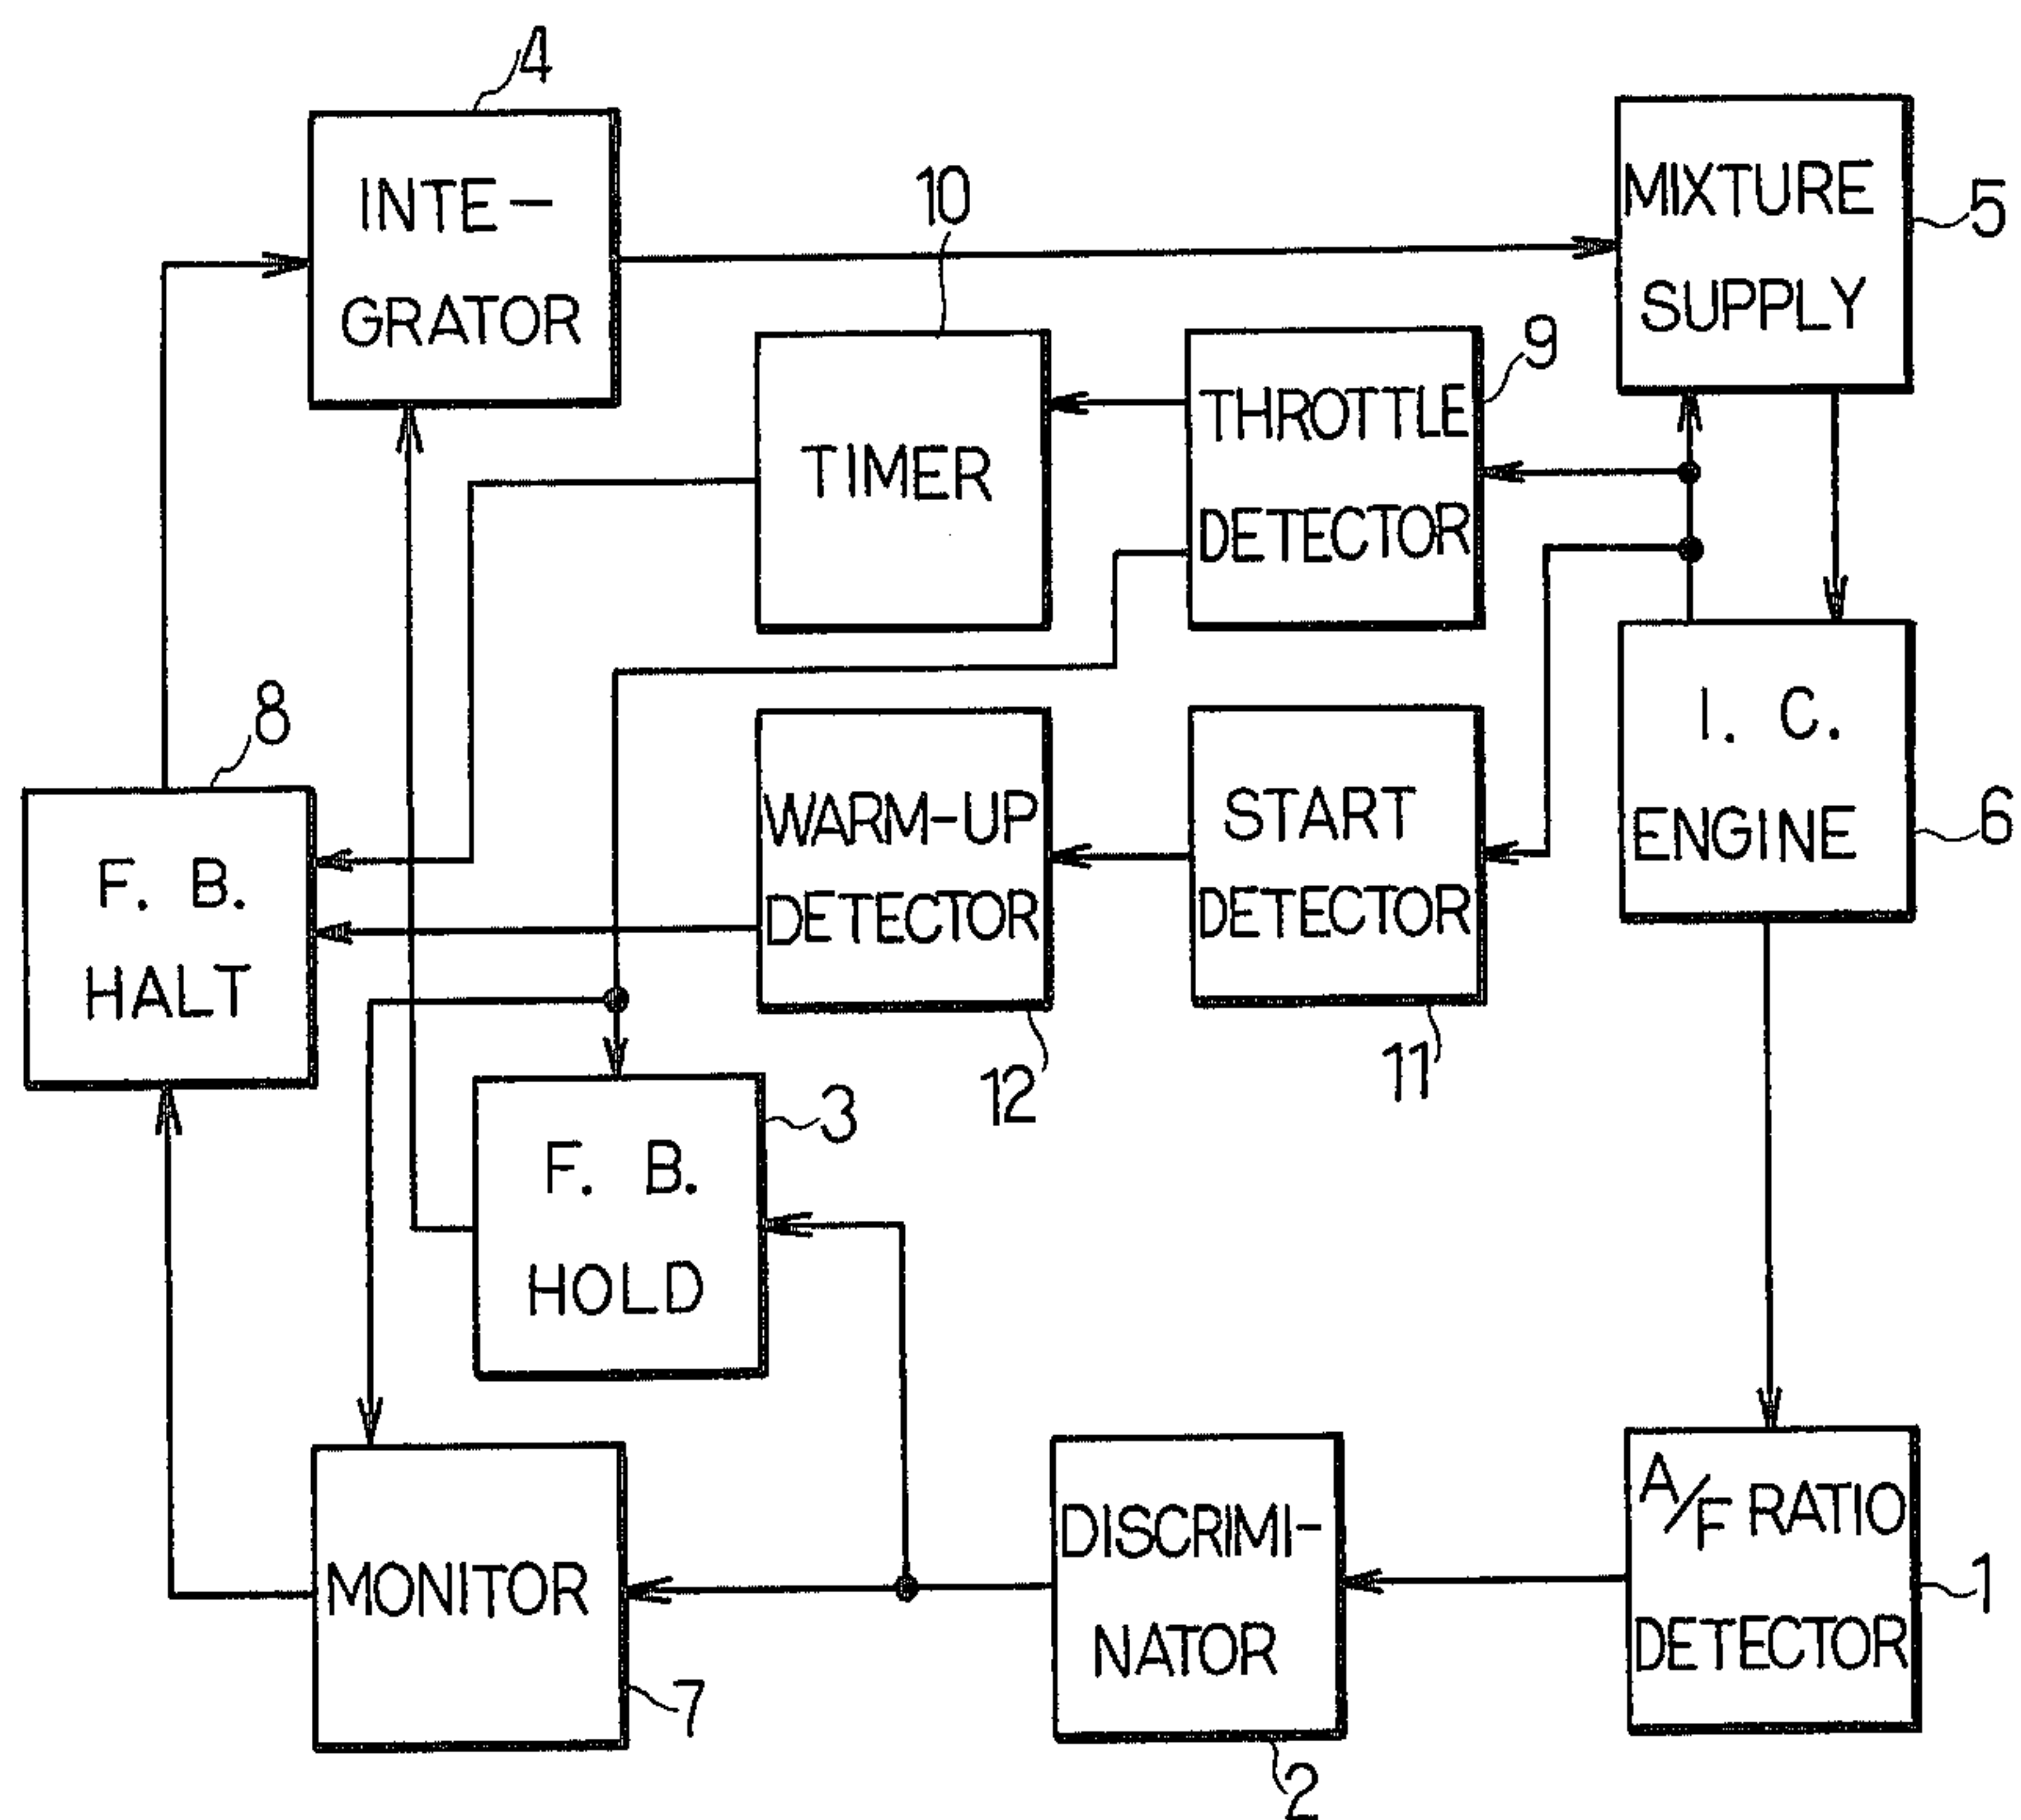 4
INTE-
GRATOR
10
MIXTURE
SUPPLY
5
TIMER
THROTTLE
DETECTOR
9
8
F. B.
HALT
WARM-UP
DETECTOR
12
START
DETECTOR
11
I. C.
ENGINE
6
F. B.
HOLD
3
MONITOR
7
DISCRIMI-
NATOR
2
A/F RATIO
DETECTOR
1